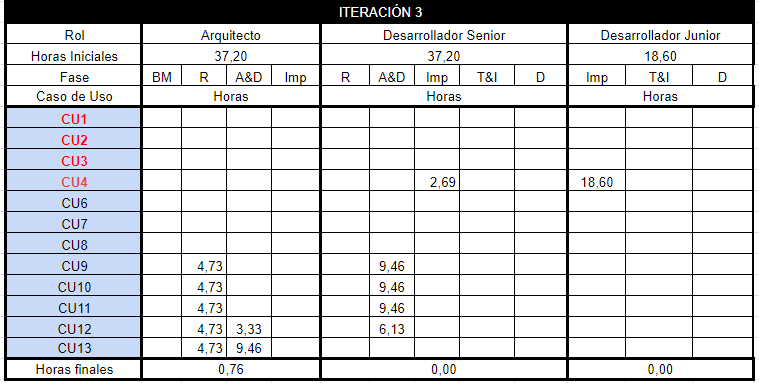 ITERACIÓN 3
Rol Arquitecto Desarrollador Senior Desarrollador Junior
Horas Iniciales 37,20 37,20 18,60
Fase BM R A&D Imp R A&D Imp T&I D Imp T&I D
Caso de Uso Horas Horas Horas
CU1
CU2
CU3
CU4 2,69 18,60
CU6
CU7
CU8
CU9 4,73 9,46
CU10 4,73 9,46
CU11 4,73 9,46
CU12 4,73 3,33 6,13
CU13 4,73 9,46
Horas finales 0,76 0,00 0,00